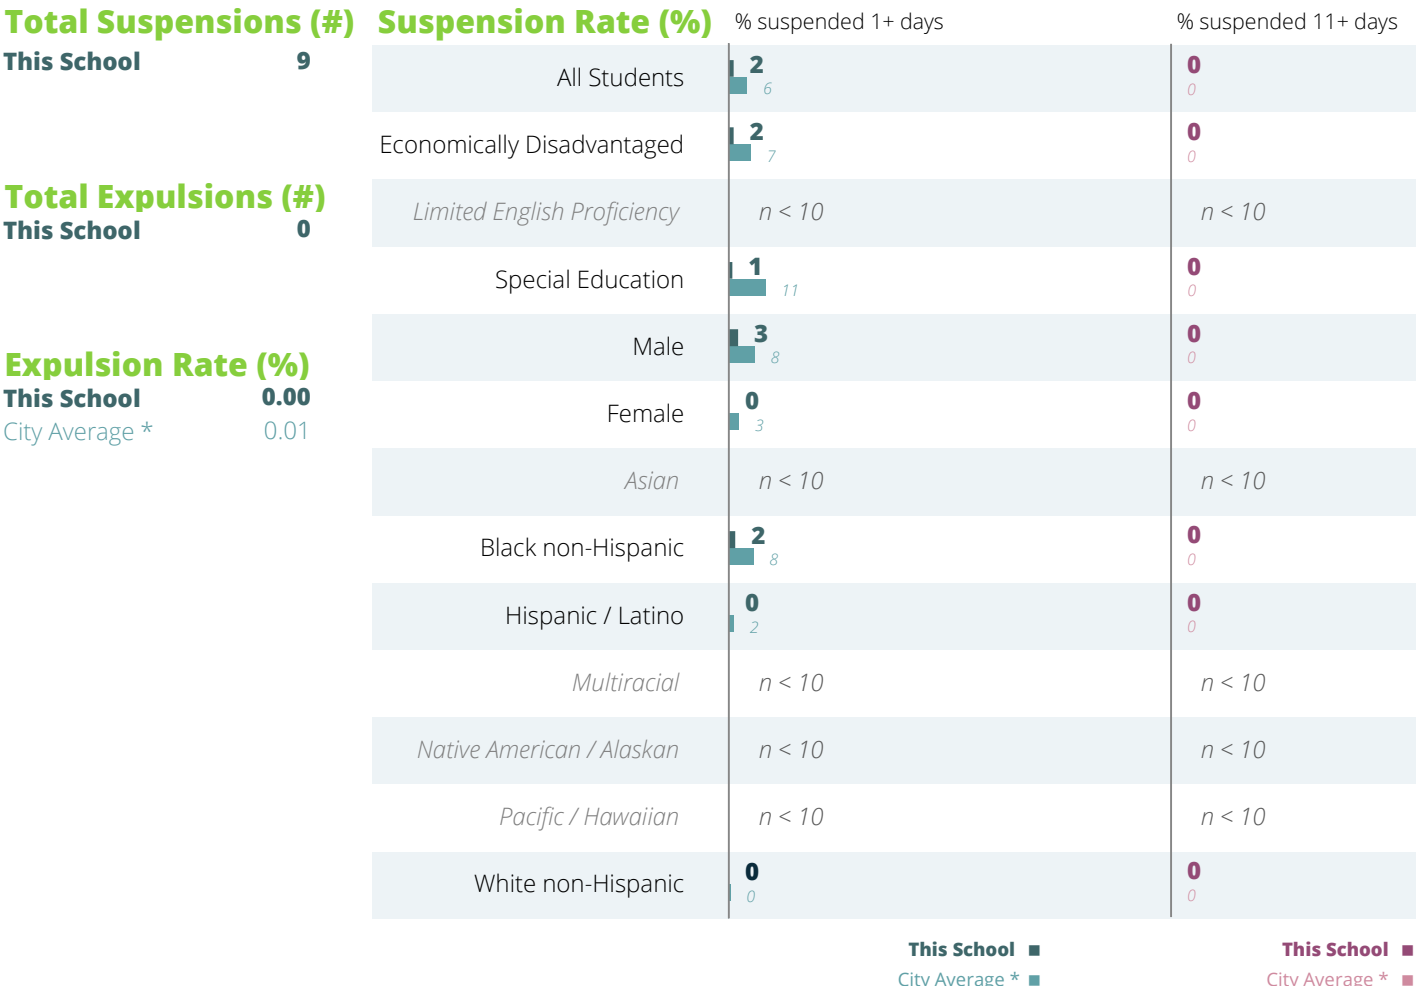 Total Suspensions (#)
This School 9
Total Expulsions (#)
This School 0
Expulsion Rate (%)
This School 0.00
City Average * 0.01
Suspension Rate (%) % suspended 1+ days % suspended 11+ days
All Students 2 0
6 0
Economically Disadvantaged 2 0
7 0
Limited English Proficiency n < 10 n < 10
Special Education 1 0
11 0
Male 3 0
8 0
Female 0 0
3 0
Asian n < 10 n < 10
Black non-Hispanic 2 0
8 0
Hispanic / Latino 0 0
2 0
Multiracial n < 10 n < 10
Native American / Alaskan n < 10 n < 10
Pacific / Hawaiian n < 10 n < 10
White non-Hispanic 0 0
0 0
This School This School
City Average * City Average *